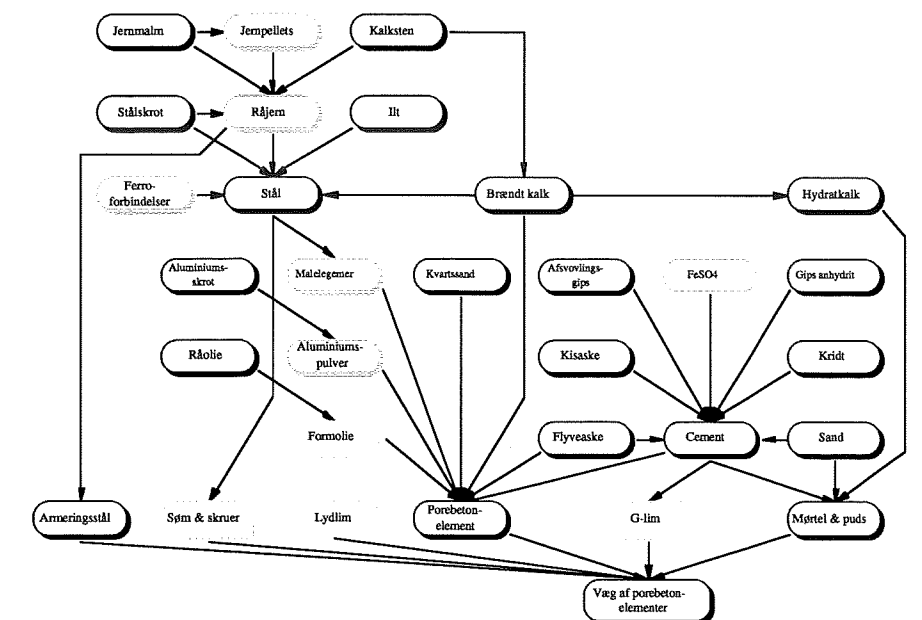 Jernmalm
Jernpellets
Kalksten
Stålskrot
Råjern
Ilt
Ferro-
forbindelser
Stål
Brændt kalk
Hydratkalk
Aluminiums-
skrot
Malelegemer
Kvartssand
Afsvovlings-
gips
FeSO4
Gips anhydrit
Råolie
Aluminiums-
pulver
Kisaske
Kridt
Formolie
Flyveaske
Cement
Sand
Armeringsstål
Søm & skruer
Lydlim
Porebeton-
element
G-lim
Mørtel & puds
Væg af porebeton-
elementer